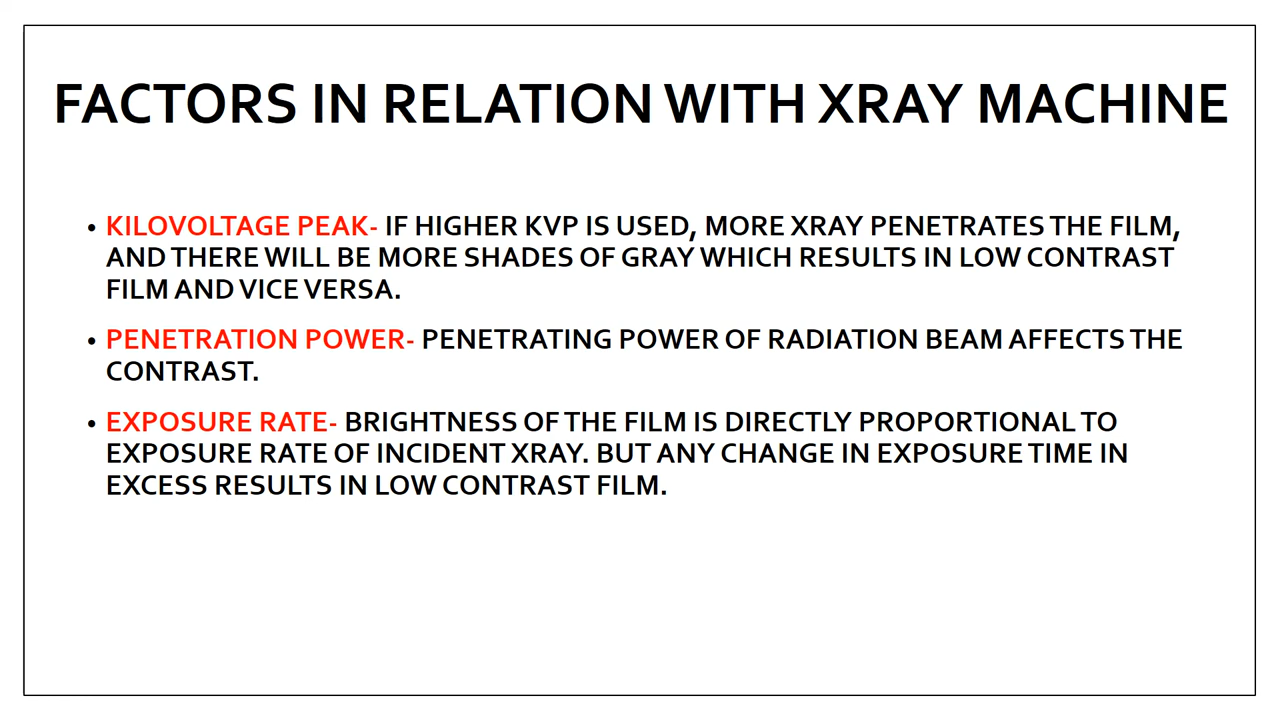 FACTORS IN RELATION WITH XRAY MACHINE
• KILOVOLTAGE PEAK- IF HIGHER KVP IS USED, MORE XRAY PENETRATES THE FILM,
AND THERE WILL BE MORE SHADES OF GRAY WHICH RESULTS IN LOW CONTRAST
FILM AND VICE VERSA.
• PENETRATION POWER- PENETRATING POWER OF RADIATION BEAM AFFECTS THE
CONTRAST.
• EXPOSURE RATE- BRIGHTNESS OF THE FILM IS DIRECTLY PROPORTIONAL TO
EXPOSURE RATE OF INCIDENT XRAY. BUT ANY CHANGE IN EXPOSURE TIME IN
EXCESS RESULTS IN LOW CONTRAST FILM.